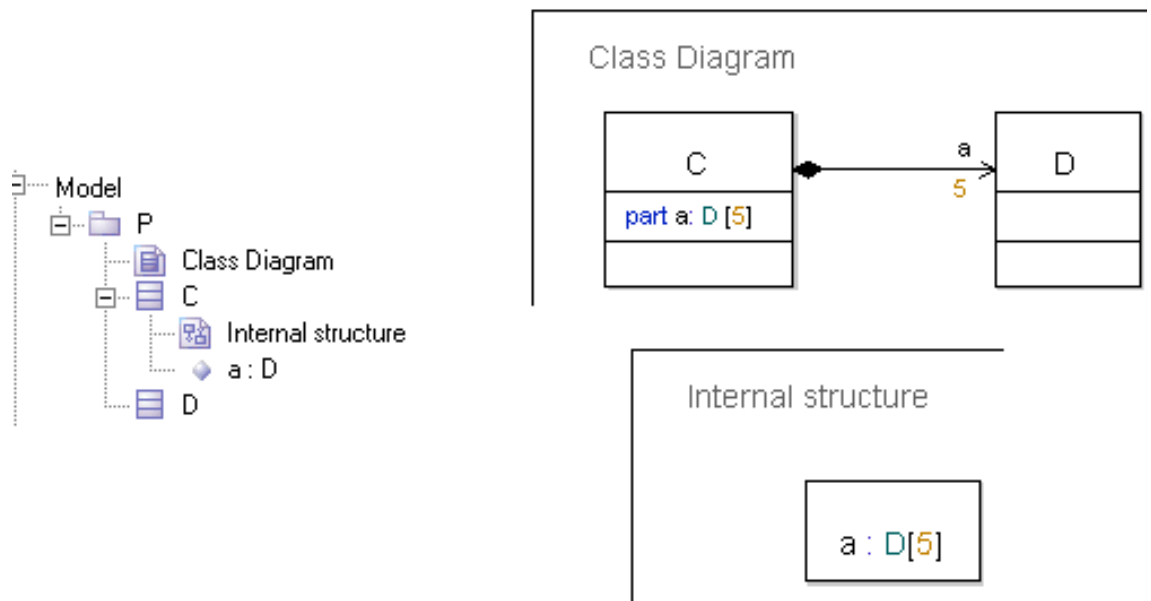 Model
P
Class Diagram
C
Internal structure
a : D
D
Class Diagram
C
part a: D [5]
a
5
D
Internal structure
a : D[5]